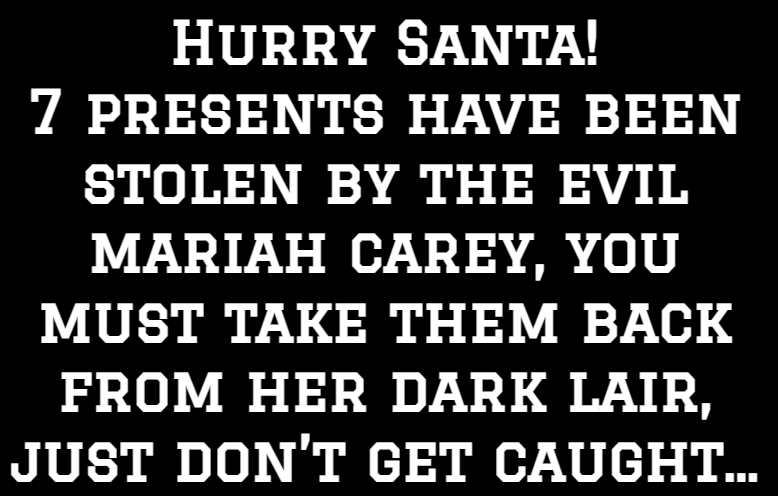 Hurry Santa!
7 presents have been
stolen by the evil
mariah carey, you
must take them back
from her dark lair,
just don't get caught...